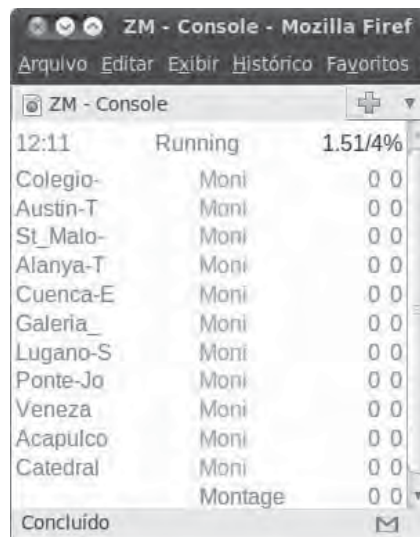 ZM - Console - Mozilla Firef
Arquivo Editar Exibir Histórico Favoritos
ZM - Console
12:11 Running 1.51/4%
Colegio- Moni 0 0
Austin-T Moni 0 0
St_Malo- Moni 0 0
Alanya-T Moni 0 0
Cuenca-E Moni 0 0
Galeria_ Moni 0 0
Lugano-S Moni 0 0
Ponte-Jo Moni 0 0
Veneza Moni 0 0
Acapulco Moni 0 0
Catedral Moni 0 0
Montage 0 0
Concluído